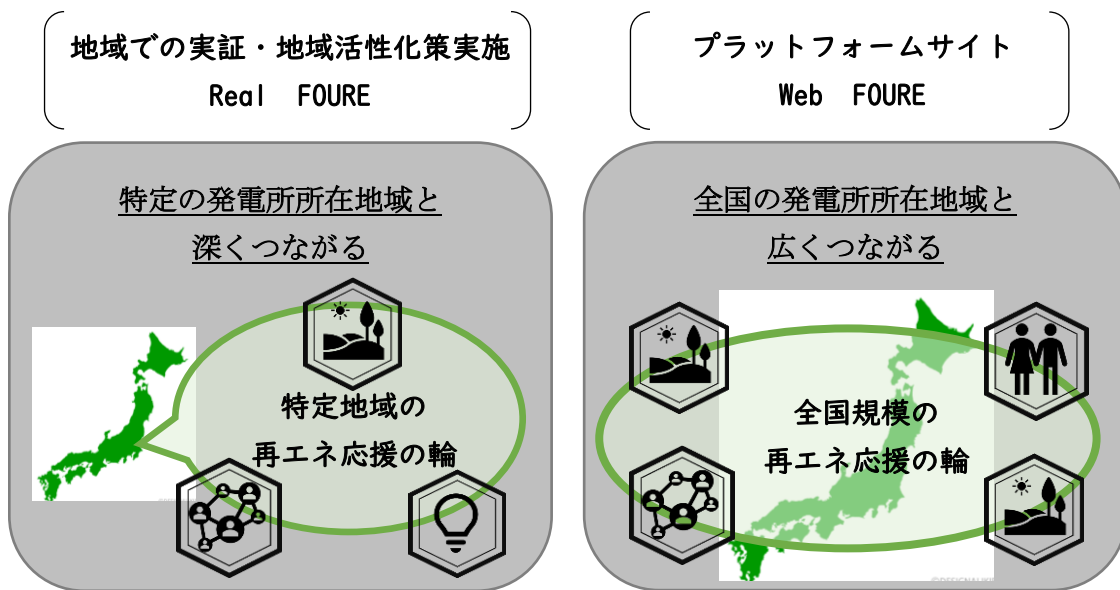 地域での実証・地域活性化策実施
Real FOURE
特定の発電所所在地域と
深くつながる
特定地域の
再エネ応援の輪
プラットフォームサイト
Web FOURE
全国の発電所所在地域と
広くつながる
全国規模の
再エネ応援の輪